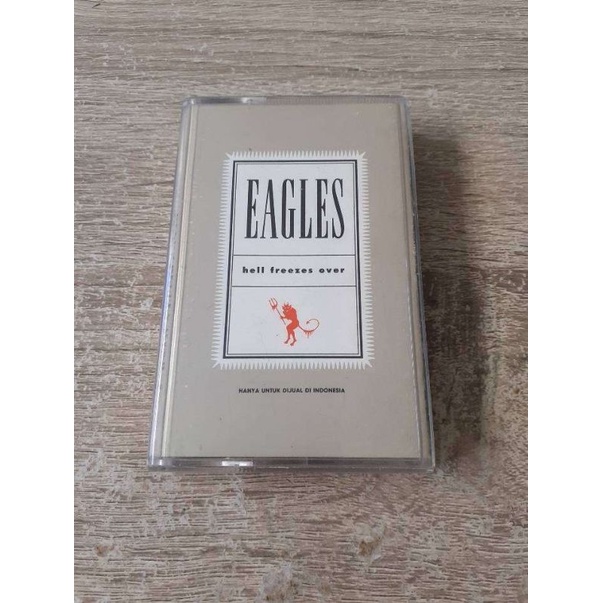 EAGLES
hell freezes over
HANYA UNTUK DIJUAL DI INDONESIA